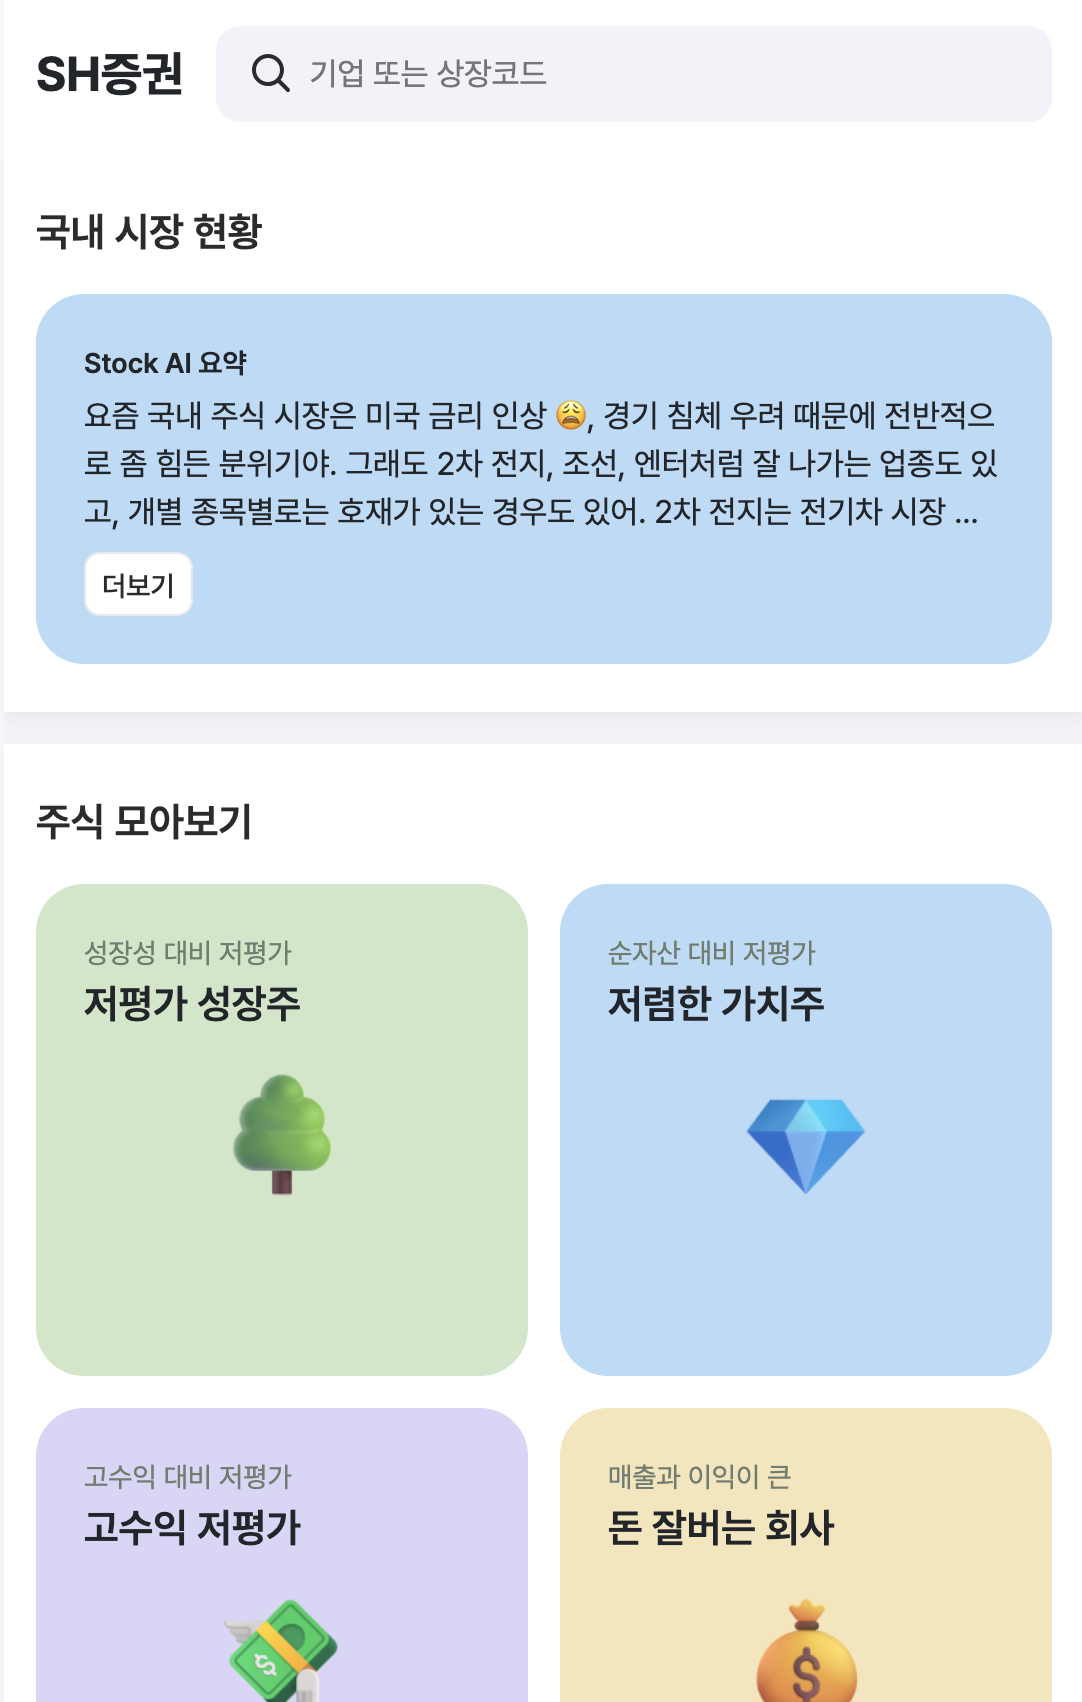 SH증권
기업 또는 상장코드
국내 시장 현황
Stock AI 요약
요즘 국내 주식 시장은 미국 금리 인상 😩, 경기 침체 우려 때문에 전반적으
로 좀 힘든 분위기야. 그래도 2차 전지, 조선, 엔터처럼 잘 나가는 업종도 있
고, 개별 종목별로는 호재가 있는 경우도 있어. 2차 전지는 전기차 시장 ...
더보기
주식 모아보기
성장성 대비 저평가
저평가 성장주
순자산 대비 저평가
저렴한 가치주
고수익 대비 저평가
고수익 저평가
매출과 이익이 큰
돈 잘버는 회사